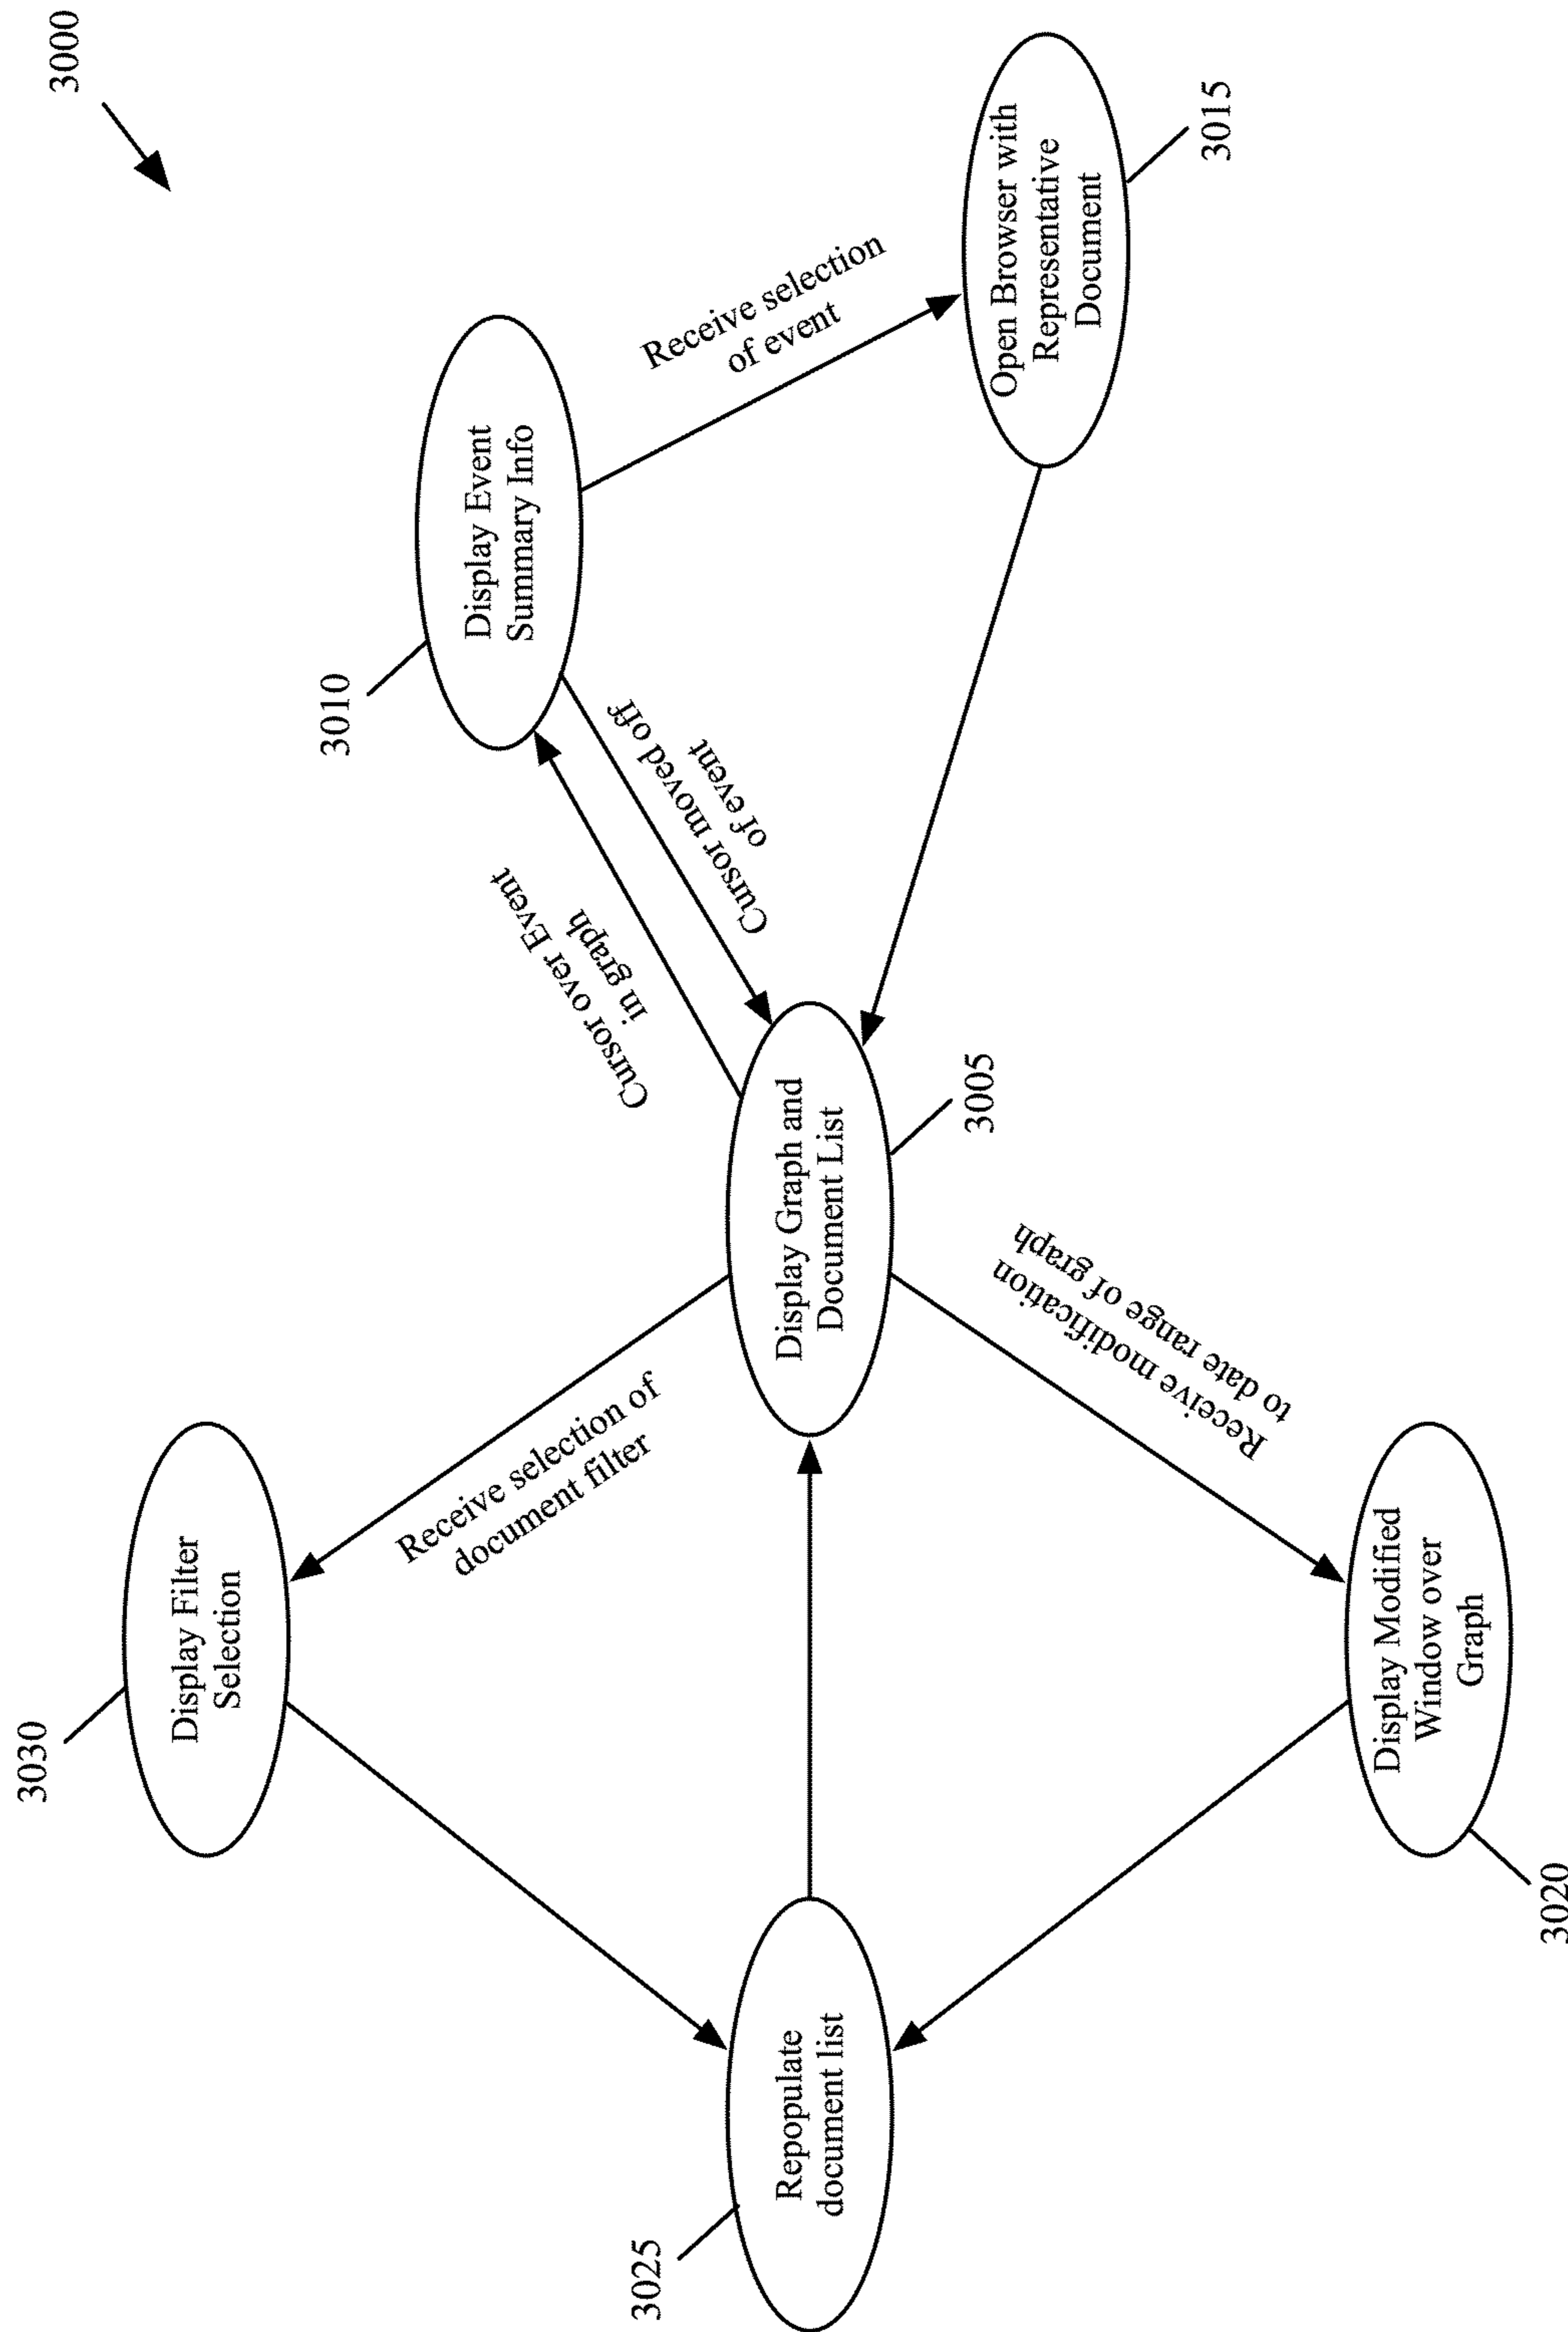 3000
3030
Display Filter
Selection
3010
Display Event
Summary Info
Receive selection of
document filter
Cursor over Event
in graph
Cursor moved off
of event
Receive selection
of event
3025
Repopulate
document list
Display Graph and
Document List
3005
Open Browser with
Representative
Document
3015
Receive modification
to date range of graph
3020
Display Modified
Window over
Graph